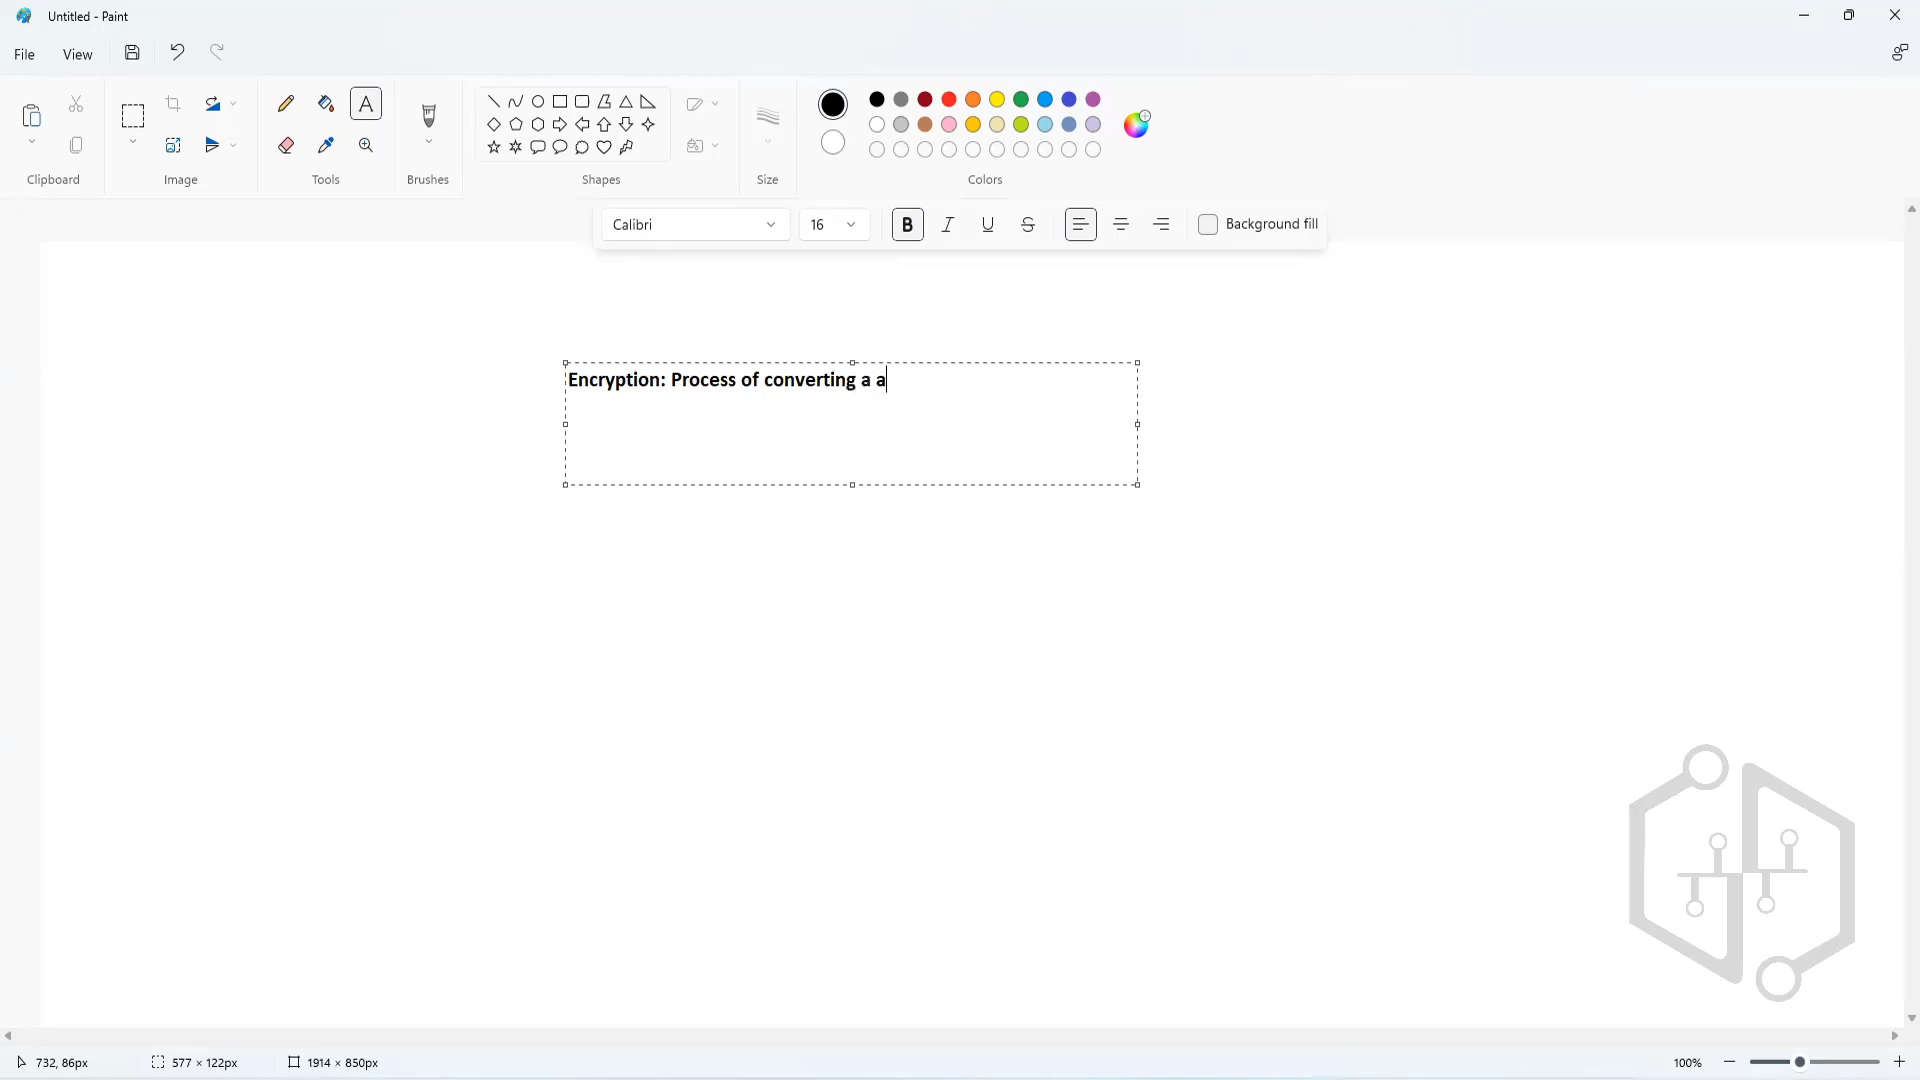 Untitled - Paint
File
View
Clipboard
Image
Tools
Brushes
Shapes
Size
Colors
Calibri
16
B
I
U
S
Background fill
Encryption: Process of converting a a
732, 86px
577 × 122px
1914 × 850px
100%